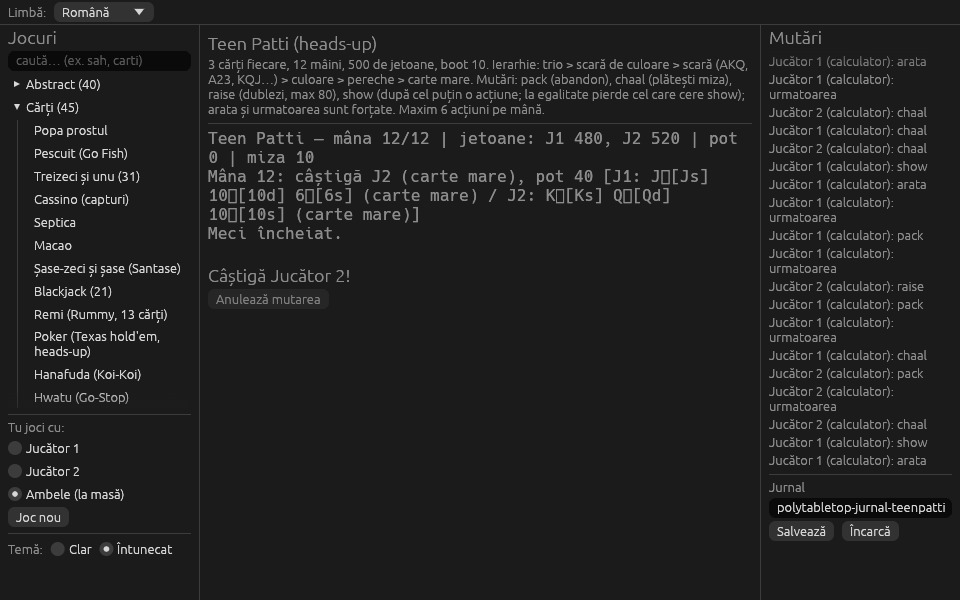 Limbă: Română
Jocuri
caută... (ex. sah, carti)
Abstract (40)
Cărți (45)
Popa prostul
Pescuit (Go Fish)
Treizeci și unu (31)
Cassino (capturi)
Septica
Macao
Șase-zeci și șase (Santase)
Blackjack (21)
Remi (Rummy, 13 cărți)
Poker (Texas hold'em,
heads-up)
Hanafuda (Koi-Koi)
Hwatu (Go-Stop)
Tu joci cu:
Jucător 1
Jucător 2
Ambele (la masă)
Joc nou
Temă: Clar Întunecat
Teen Patti (heads-up)
3 cărți fiecare, 12 mâini, 500 de jetoane, boot 10. Ierarhie: trio > scară de culoare > scară (AKQ,
A23, KQJ...) > culoare > pereche > carte mare. Mutări: pack (abandon), chaal (plătești miza),
raise (dublezi, max 80), show (după cel puțin o acțiune; la egalitate pierde cel care cere show);
arata și urmatoarea sunt forțate. Maxim 6 acțiuni pe mână.
Teen Patti — mâna 12/12 | jetoane: J1 480, J2 520 | pot
0 | miza 10
Mâna 12: câștigă J2 (carte mare), pot 40 [J1: J▯[Js]
10▯[10d] 6▯[6s] (carte mare) / J2: K▯[Ks] Q▯[Qd]
10▯[10s] (carte mare)]
Meci încheiat.
Câștigă Jucător 2!
Anulează mutarea
Mutări
Jucător 1 (calculator): arata
Jucător 1 (calculator):
urmatoarea
Jucător 2 (calculator): chaal
Jucător 1 (calculator): chaal
Jucător 2 (calculator): chaal
Jucător 1 (calculator): show
Jucător 1 (calculator): arata
Jucător 1 (calculator):
urmatoarea
Jucător 1 (calculator): pack
Jucător 1 (calculator):
urmatoarea
Jucător 2 (calculator): raise
Jucător 1 (calculator): pack
Jucător 1 (calculator):
urmatoarea
Jucător 1 (calculator): chaal
Jucător 2 (calculator): pack
Jucător 2 (calculator):
urmatoarea
Jucător 2 (calculator): chaal
Jucător 1 (calculator): show
Jucător 1 (calculator): arata
Jurnal
polytabletop-jurnal-teenpatti
Salvează Încarcă